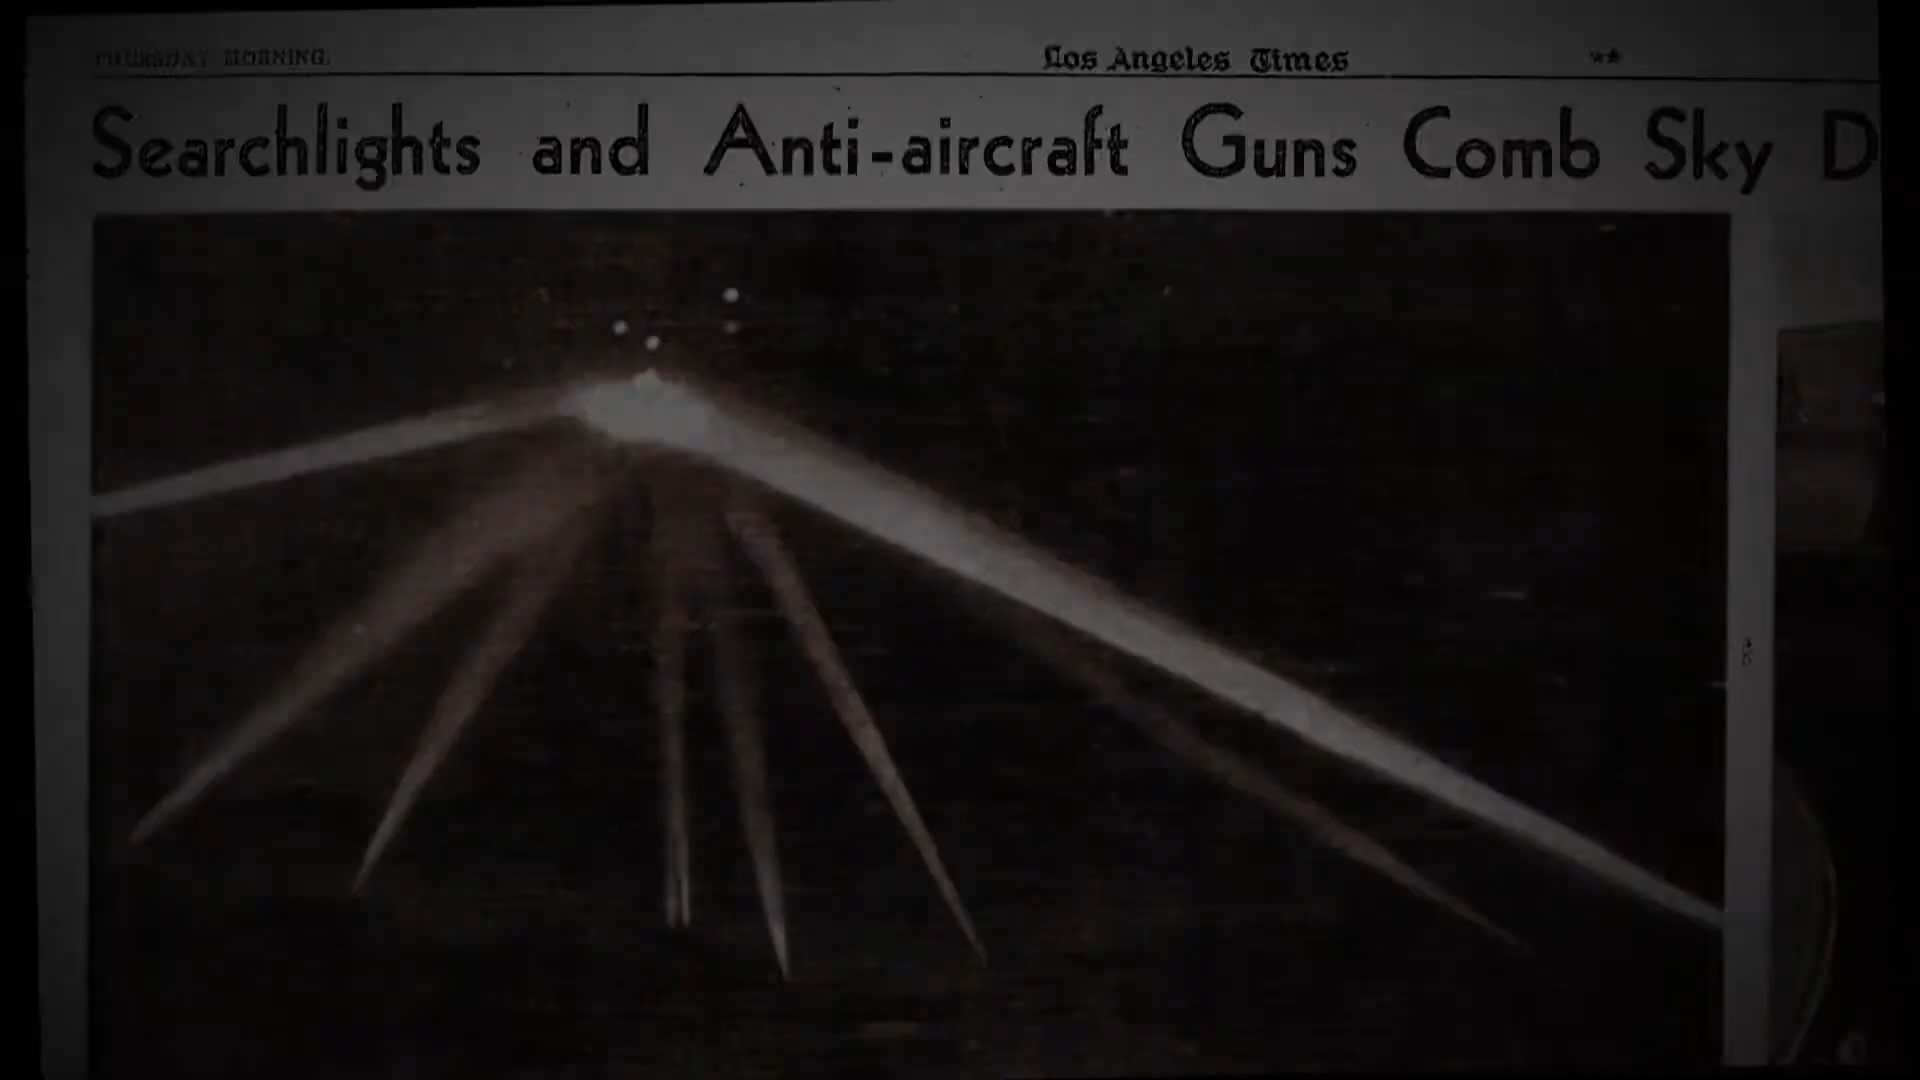 THURSDAY MORNING.
Los Angeles Times
**
Searchlights and Anti-aircraft Guns Comb Sky D